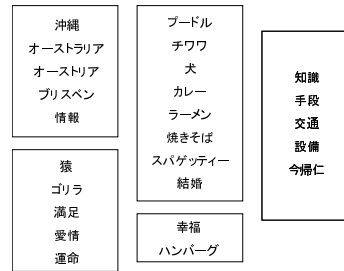 沖縄
オーストラリア
オーストリア
ブリスベン
情報
猿
ゴリラ
満足
愛情
運命
プードル
チワワ
犬
カレー
ラーメン
焼きそば
スパゲッティー
結婚
幸福
ハンバーグ
知識
手段
交通
設備
今帰仁